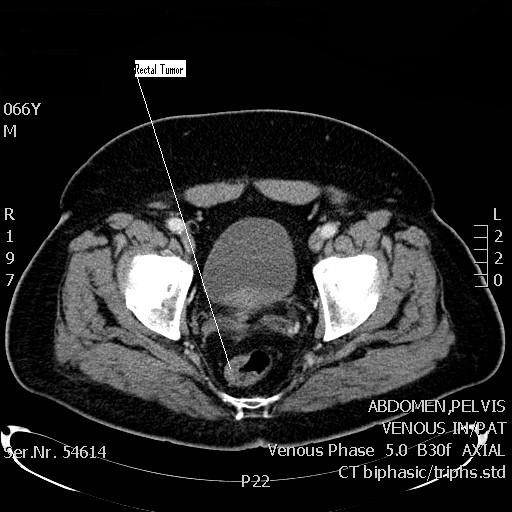 Rectal Tumor
066Y
M
R
1
9
7
L
2
2
0
ABDOMEN,PELVIS
VENOUS IN/PAT
Ser.Nr. 54614
Venous Phase 5.0 B30f AXIAL
P22
CT biphasic/triphs.std